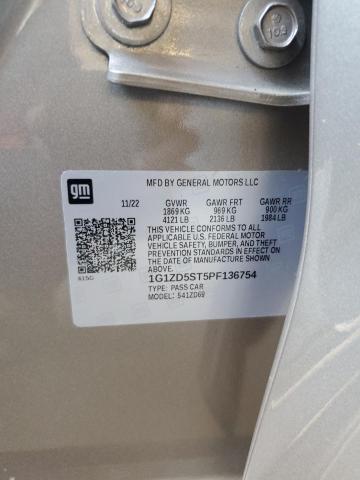 109
gm
MFD BY GENERAL MOTORS LLC
11/22 GVWR GAWR FRT GAWR RR
1869 KG 969 KG 900 KG
4121 LB 2136 LB 1984 LB
THIS VEHICLE CONFORMS TO ALL
APPLICABLE U.S. FEDERAL MOTOR
VEHICLE SAFETY, BUMPER, AND THEFT
PREVENTION STANDARDS IN EFFECT ON
THE DATE OF MANUFACTURE SHOWN ABOVE.
1G1ZD5ST5PF136754
TYPE: PASS CAR
MODEL: 541ZD69